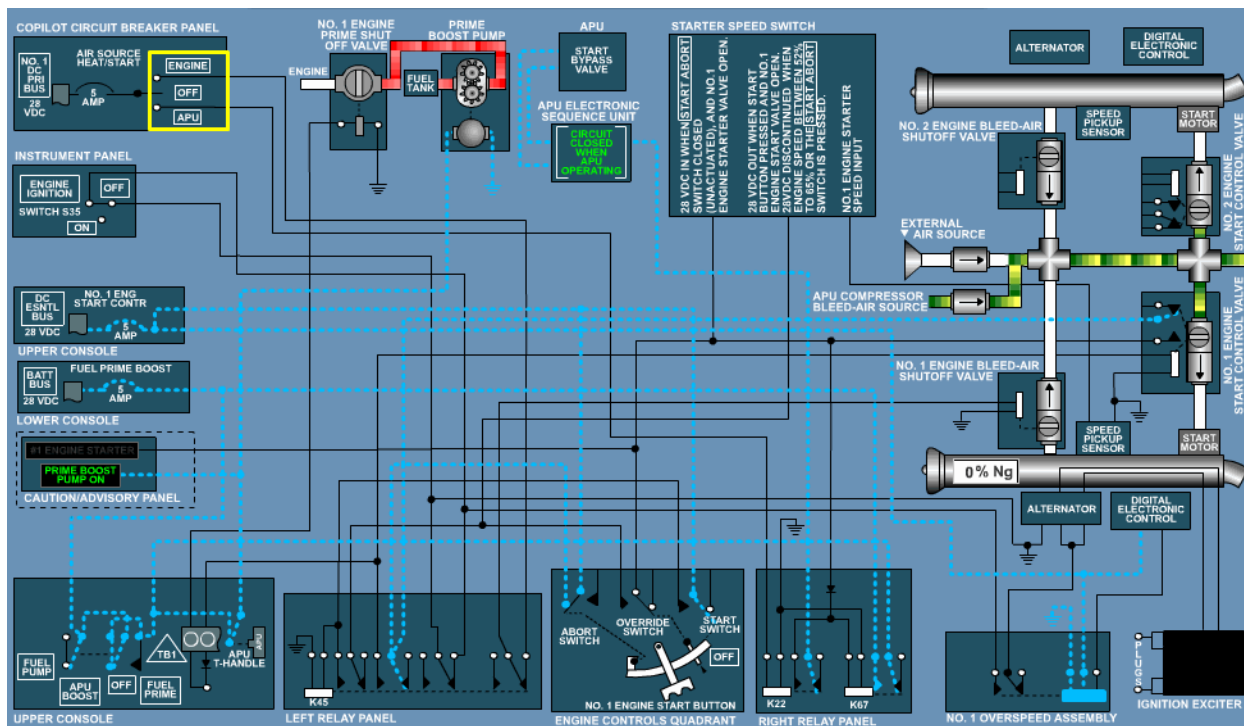 COPILOT CIRCUIT BREAKER PANEL
NO. 1
DC
PRI
BUS
28
VDC
AIR SOURCE
HEAT/START
5
AMP
ENGINE
OFF
APU
INSTRUMENT PANEL
ENGINE
IGNITION
OFF
SWITCH S35
ON
DC
ESNTL
BUS
28 VDC
NO. 1 ENG
START CONTR
5
AMP
UPPER CONSOLE
BATT
BUS
28 VDC
FUEL PRIME BOOST
5
AMP
LOWER CONSOLE
#1 ENGINE STARTER
PRIME BOOST
PUMP ON
CAUTION/ADVISORY PANEL
NO. 1 ENGINE
PRIME SHUT
OFF VALVE
ENGINE
PRIME
BOOST PUMP
FUEL
TANK
APU
START
BYPASS
VALVE
APU ELECTRONIC
SEQUENCE UNIT
CIRCUIT
CLOSED
WHEN
APU
OPERATING
STARTER SPEED SWITCH
28 VDC IN WHEN START ABORT
SWITCH CLOSED
(UNACTUATED), AND NO.1
ENGINE STARTER VALVE OPEN.
28 VDC OUT WHEN START
BUTTON PRESSED AND NO.1
ENGINE START VALVE OPEN.
28VDC DISCONTINUED WHEN
ENGINE SPEED BETWEEN 52%
TO 65% OR THE START ABORT
SWITCH IS PRESSED.
NO.1 ENGINE STARTER
SPEED INPUT
ALTERNATOR
DIGITAL
ELECTRONIC
CONTROL
SPEED
PICKUP
SENSOR
START
MOTOR
NO. 2 ENGINE BLEED-AIR
SHUTOFF VALVE
NO. 2 ENGINE
START CONTROL VALVE
EXTERNAL
AIR SOURCE
APU COMPRESSOR
BLEED-AIR SOURCE
NO. 1 ENGINE
START CONTROL VALVE
NO. 1 ENGINE BLEED-AIR
SHUTOFF VALVE
SPEED
PICKUP
SENSOR
START
MOTOR
0% Ng
ALTERNATOR
DIGITAL
ELECTRONIC
CONTROL
FUEL
PUMP
APU
BOOST
OFF
FUEL
PRIME
TB1
APU
T-HANDLE
APU
UPPER CONSOLE
K45
LEFT RELAY PANEL
ABORT
SWITCH
OVERRIDE
SWITCH
START
SWITCH
OFF
NO. 1 ENGINE START BUTTON
ENGINE CONTROLS QUADRANT
K22
K67
RIGHT RELAY PANEL
NO. 1 OVERSPEED ASSEMBLY
PLUGS
IGNITION EXCITER